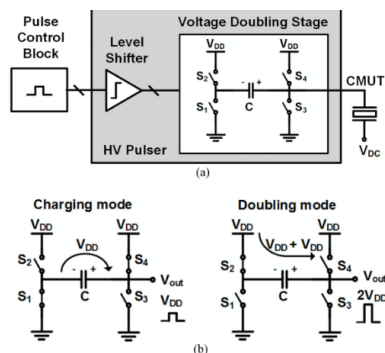 Pulse
Control
Block
Level
Shifter
HV Pulser
Voltage Doubling Stage
VDD
VDD
S2
S4
- +
C
S1
S3
CMUT
VDC
(a)
Charging mode
VDD
VDD
S2
VDD
S4
- +
C
Vout
S1
S3
VDD
Doubling mode
VDD
VDD
VDD + VDD
S2
S4
- +
C
Vout
S1
S3
2VDD
(b)